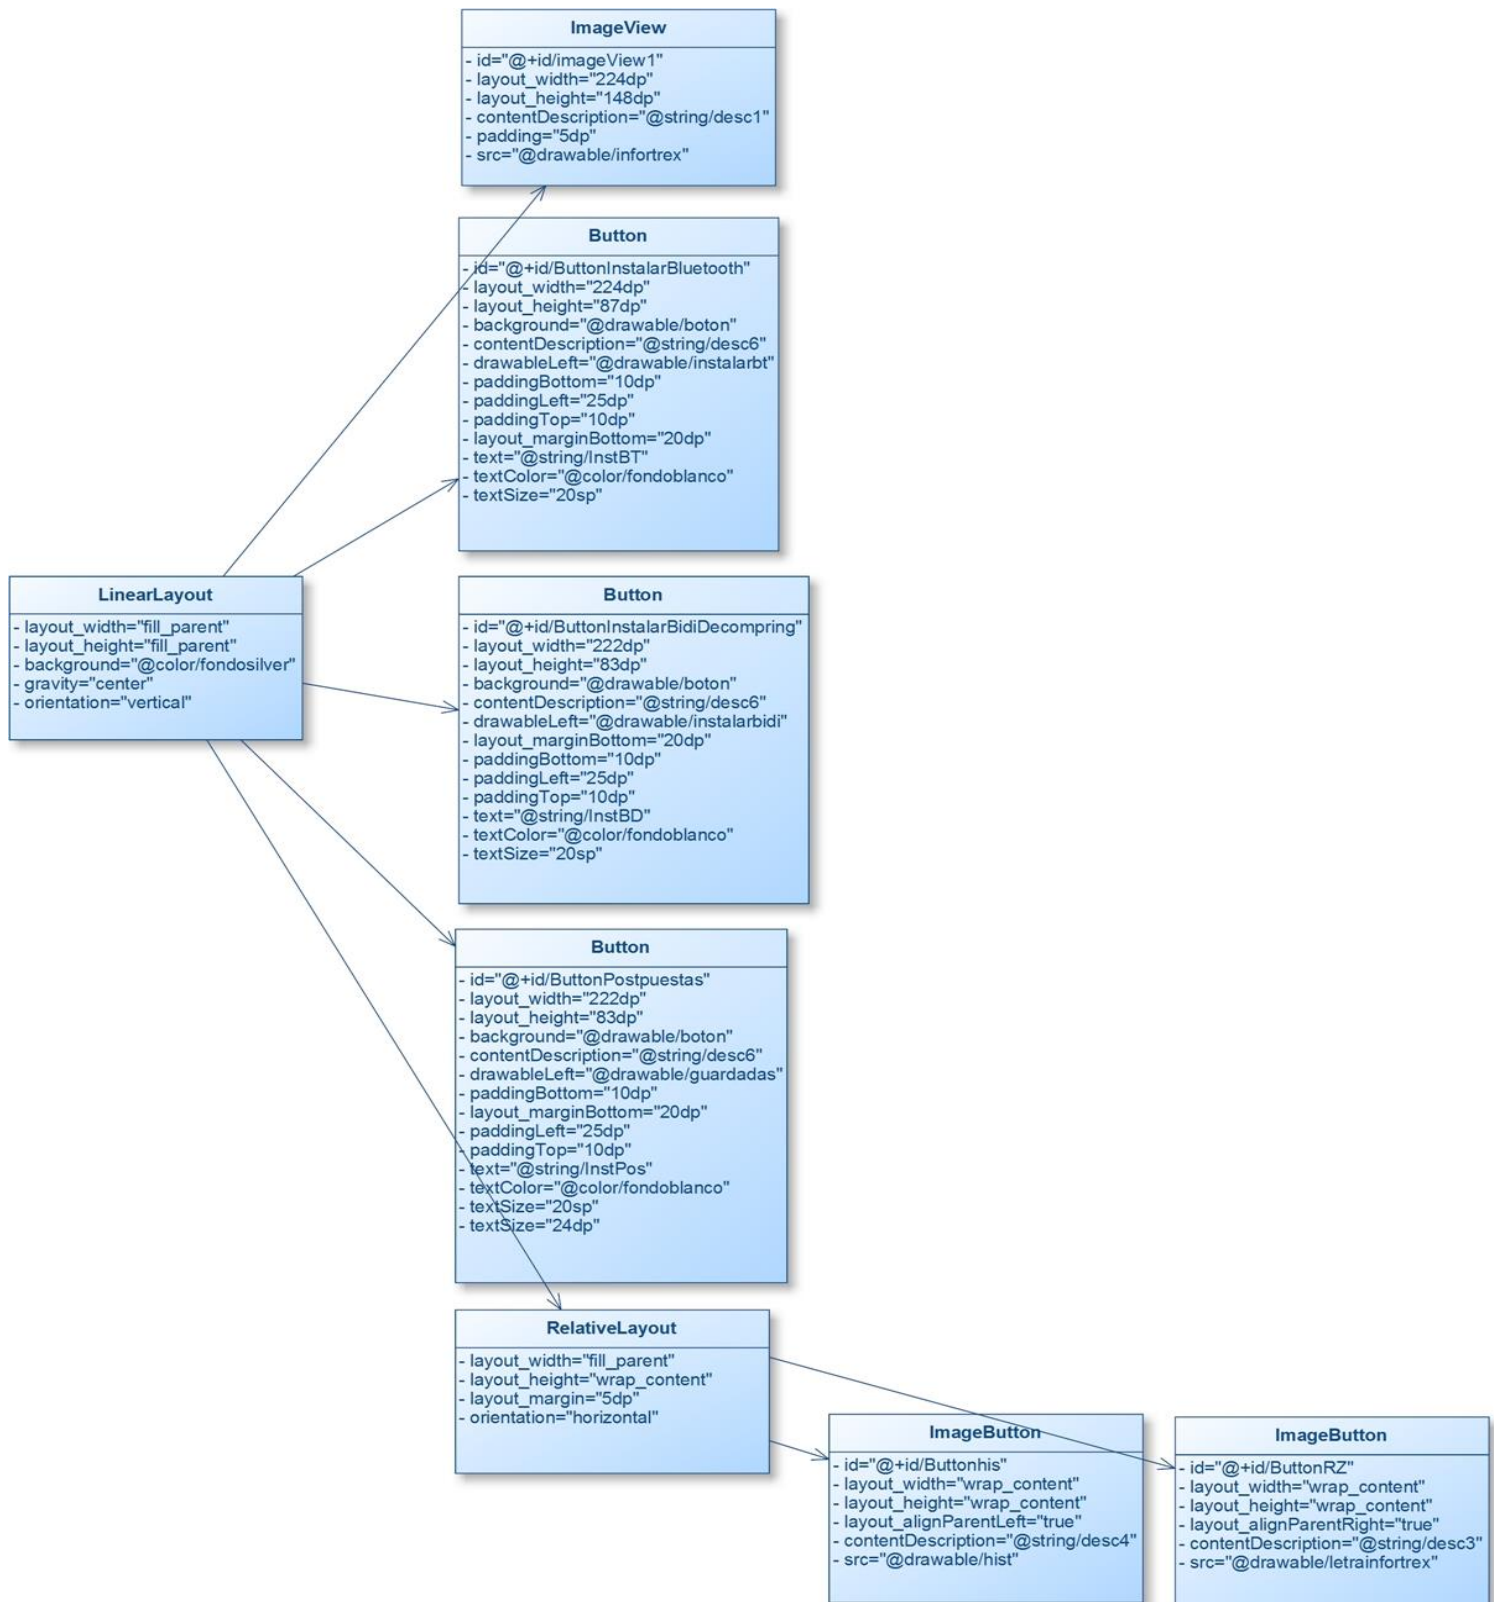 ImageView
- id="@+id/imageView1"
- layout_width="224dp"
- layout_height="148dp"
- contentDescription="@string/desc1"
- padding="5dp"
- src="@drawable/infortrex"
Button
- id="@+id/ButtonInstalarBluetooth"
- layout_width="224dp"
- layout_height="87dp"
- background="@drawable/boton"
- contentDescription="@string/desc6"
- drawableLeft="@drawable/instalarbt"
- paddingBottom="10dp"
- paddingLeft="25dp"
- paddingTop="10dp"
- layout_marginBottom="20dp"
- text="@string/InstBT"
- textColor="@color/fondoblanco"
- textSize="20sp"
LinearLayout
- layout_width="fill_parent"
- layout_height="fill_parent"
- background="@color/fondosilver"
- gravity="center"
- orientation="vertical"
Button
- id="@+id/ButtonInstalarBidiDecompring"
- layout_width="222dp"
- layout_height="83dp"
- background="@drawable/boton"
- contentDescription="@string/desc6"
- drawableLeft="@drawable/instalarbidi"
- layout_marginBottom="20dp"
- paddingBottom="10dp"
- paddingLeft="25dp"
- paddingTop="10dp"
- text="@string/InstBD"
- textColor="@color/fondoblanco"
- textSize="20sp"
Button
- id="@+id/ButtonPostpuestas"
- layout_width="222dp"
- layout_height="83dp"
- background="@drawable/boton"
- contentDescription="@string/desc6"
- drawableLeft="@drawable/guardadas"
- paddingBottom="10dp"
- layout_marginBottom="20dp"
- paddingLeft="25dp"
- paddingTop="10dp"
- text="@string/InstPos"
- textColor="@color/fondoblanco"
- textSize="20sp"
- textSize="24dp"
RelativeLayout
- layout_width="fill_parent"
- layout_height="wrap_content"
- layout_margin="5dp"
- orientation="horizontal"
ImageButton
- id="@+id/Buttonhis"
- layout_width="wrap_content"
- layout_height="wrap_content"
- layout_alignParentLeft="true"
- contentDescription="@string/desc4"
- src="@drawable/hist"
ImageButton
- id="@+id/ButtonRZ"
- layout_width="wrap_content"
- layout_height="wrap_content"
- layout_alignParentRight="true"
- contentDescription="@string/desc3"
- src="@drawable/letrainfortrex"